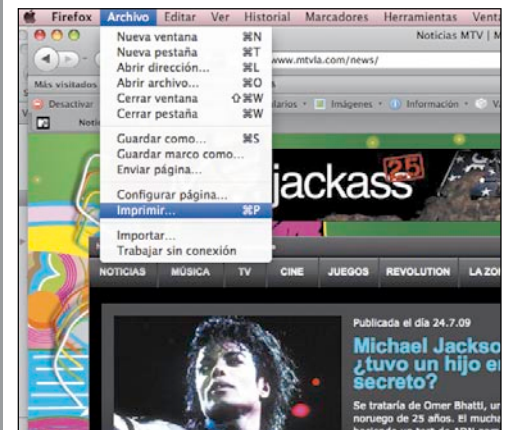 Firefox Archivo Editar Ver Historial Marcadores Herramientas
Noticias MTV |
Nueva ventana ⌘N
Nueva pestaña ⌘T
Abrir dirección... ⌘L
Abrir archivo... ⌘O
Cerrar ventana ⇧⌘W
Cerrar pestaña ⌘W
Guardar como... ⌘S
Guardar marco como...
Enviar página...
Configurar página...
Imprimir... ⌘P
Importar...
Trabajar sin conexión
www.mtvla.com/news/
Más visitados
Desactivar
Imágenes
Información
jackass
25
NOTICIAS MÚSICA TV CINE JUEGOS REVOLUTION
Publicada el día 24.7.09
Michael Jackso
¿tuvo un hijo e
secreto?
Se trataría de Omer Bhatti, ur
noruego de 25 años. El mucha